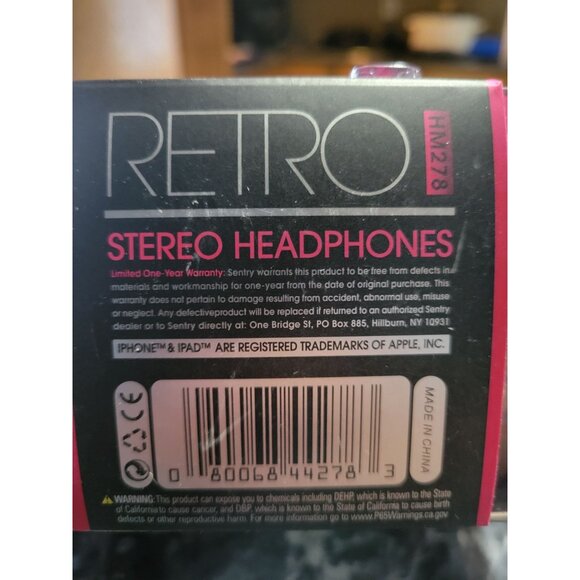 RETRO
HM278
STEREO HEADPHONES
Limited One-Year Warranty: Sentry warrants this product to be free from defects in
materials and workmanship for one-year from the date of original purchase. This
warranty does not pertain to damage resulting from accident, abnormal use, misuse
or neglect. Any defectiveproduct will be replaced if returned to an authorized Sentry
dealer or to Sentry directly at: One Bridge St, PO Box 885, Hillburn, NY 10931
IPHONE™ & IPAD™ ARE REGISTERED TRADEMARKS OF APPLE, INC.
CE
0 80068 44278 3
MADE IN CHINA
WARNING: This product can expose you to chemicals including DEHP, which is known to the State
of California to cause cancer, and DBP, which is known to the State of California to cause birth
defects or other reproductive harm. For more information go to www.P65Warnings.ca.gov